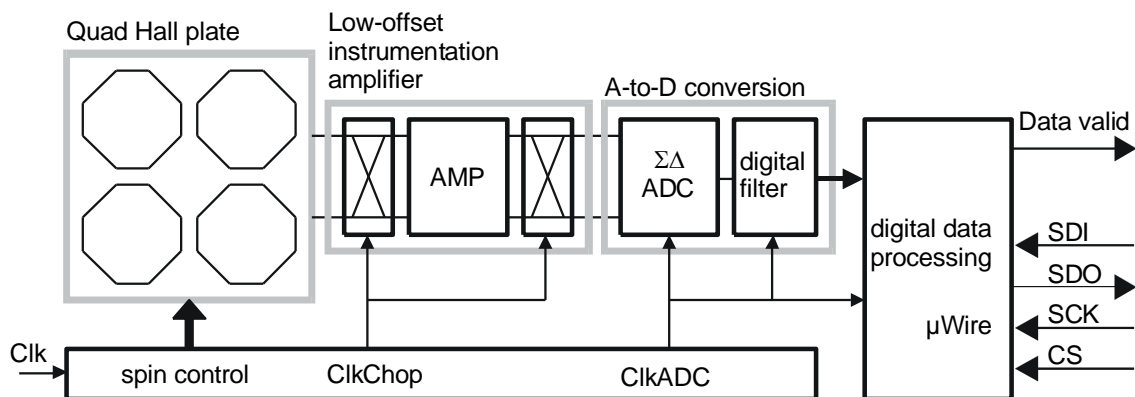 Quad Hall plate
Low-offset
instrumentation
amplifier
A-to-D conversion
AMP
ΣΔ
ADC
digital
filter
digital data
processing
µWire
Data valid
SDI
SDO
SCK
CS
Clk
spin control
ClkChop
ClkADC